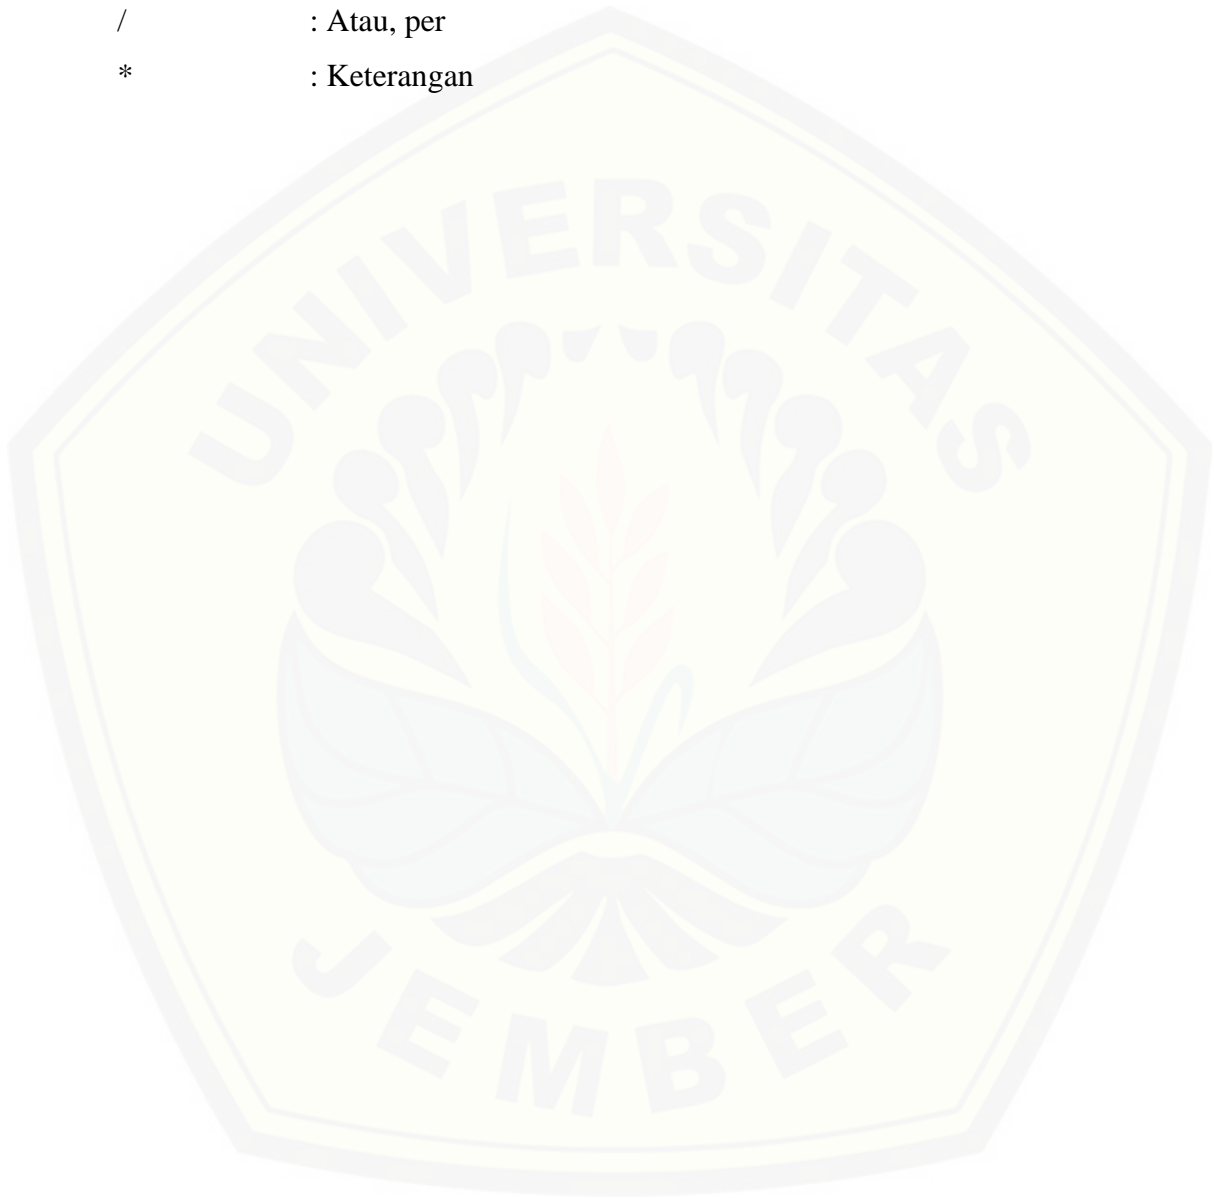 / : Atau, per
* : Keterangan
UNIVERSITAS
JEMBER